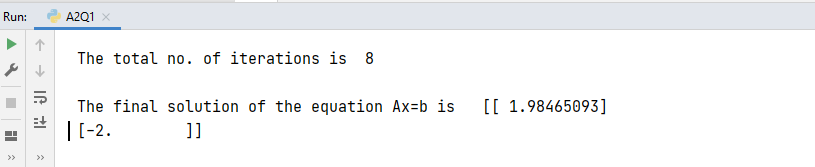 Run: A2Q1
The total no. of iterations is  8
The final solution of the equation Ax=b is   [[ 1.98465093]
[-2.        ]]